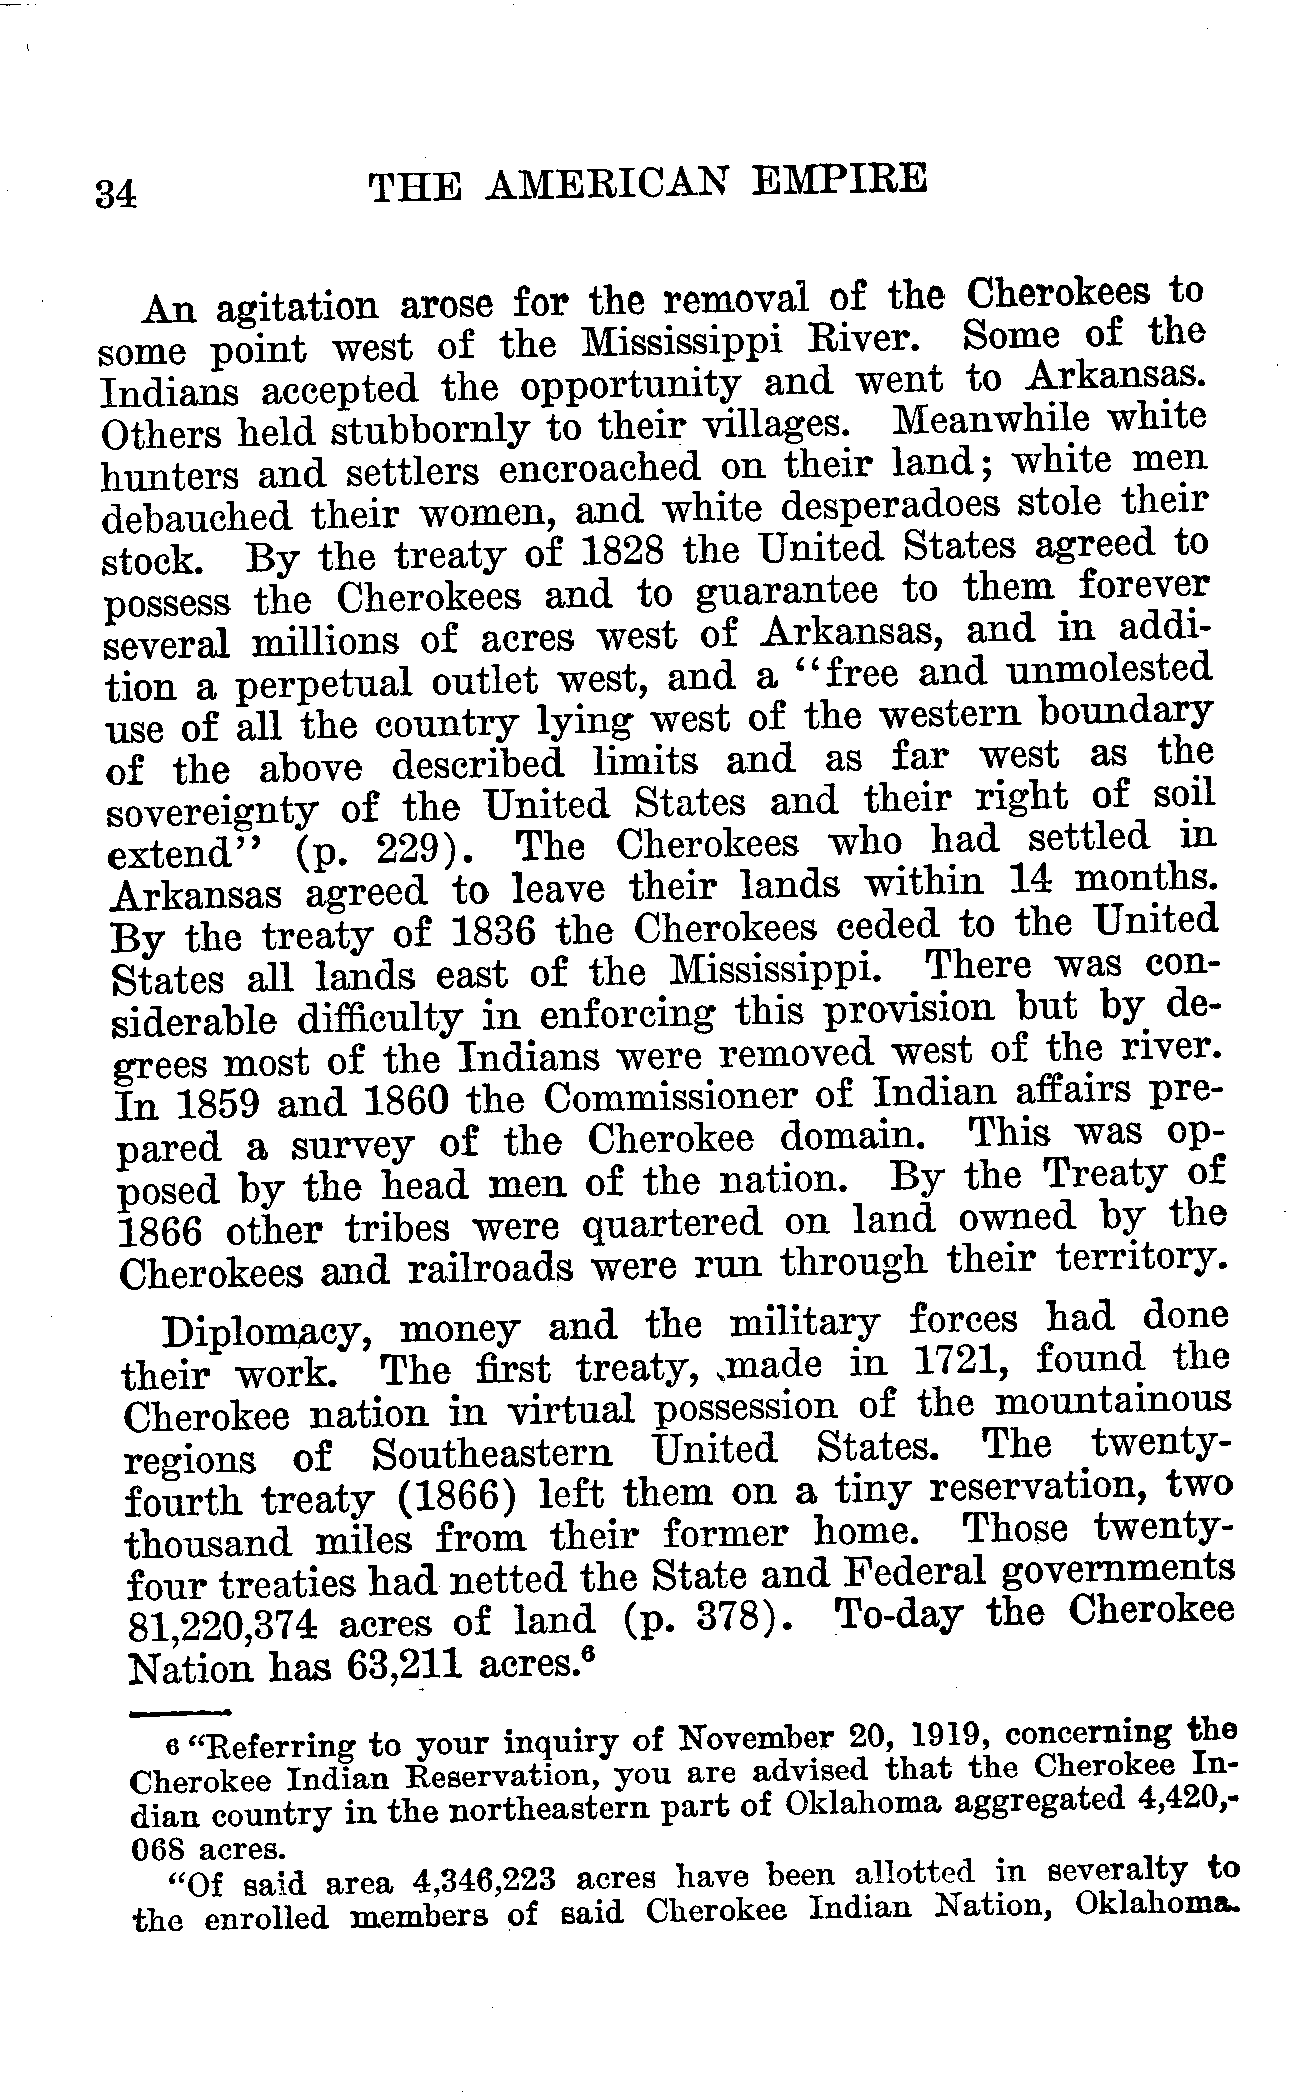 34 THE AMERICAN EMPIRE
An agitation arose for the removal of the Cherokees to
some point west of the Mississippi River. Some of the
Indians accepted the opportunity and went to Arkansas.
Others held stubbornly to their villages. Meanwhile white
hunters and settlers encroached on their land; white men
debauched their women, and white desperadoes stole their
stock. By the treaty of 1828 the United States agreed to
possess the Cherokees and to guarantee to them forever
several millions of acres west of Arkansas, and in addi-
tion a perpetual outlet west, and a "free and unmolested
use of all the country lying west of the western boundary
of the above described limits and as far west as the
sovereignty of the United States and their right of soil
extend" (p. 229). The Cherokees who had settled in
Arkansas agreed to leave their lands within 14 months.
By the treaty of 1836 the Cherokees ceded to the United
States all lands east of the Mississippi. There was con-
siderable difficulty in enforcing this provision but by de-
grees most of the Indians were removed west of the river.
In 1859 and 1860 the Commissioner of Indian affairs pre-
pared a survey of the Cherokee domain. This was op-
posed by the head men of the nation. By the Treaty of
1866 other tribes were quartered on land owned by the
Cherokees and railroads were run through their territory.
Diplomacy, money and the military forces had done
their work. The first treaty, made in 1721, found the
Cherokee nation in virtual possession of the mountainous
regions of Southeastern United States. The twenty-
fourth treaty (1866) left them on a tiny reservation, two
thousand miles from their former home. Those twenty-
four treaties had netted the State and Federal governments
81,220,374 acres of land (p. 378). To-day the Cherokee
Nation has 63,211 acres.⁶
⁶ "Referring to your inquiry of November 20, 1919, concerning the
Cherokee Indian Reservation, you are advised that the Cherokee In-
dian country in the northeastern part of Oklahoma aggregated 4,420,-
068 acres.
"Of said area 4,346,223 acres have been allotted in severalty to
the enrolled members of said Cherokee Indian Nation, Oklahoma.